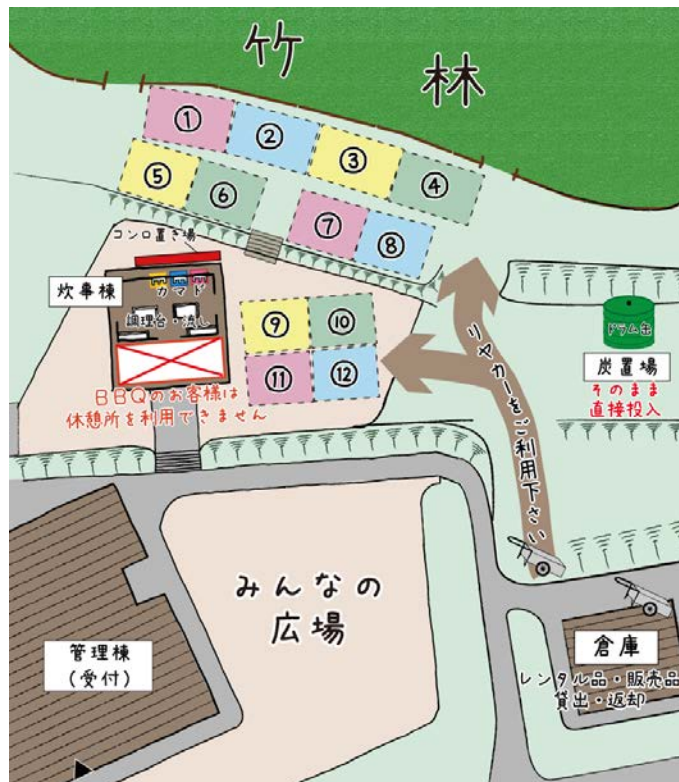 竹林
①
②
③
④
⑤
⑥
⑦
⑧
コンロ置き場
炊事棟
カマド
調理台・流し
⑨
⑩
⑪
⑫
BBQのお客様は
休憩所を利用できません
リヤカーをご利用下さい
ドラム缶
炭置場
そのまま
直接投入
みんなの
広場
管理棟
(受付)
倉庫
レンタル品・販売品
貸出・返却